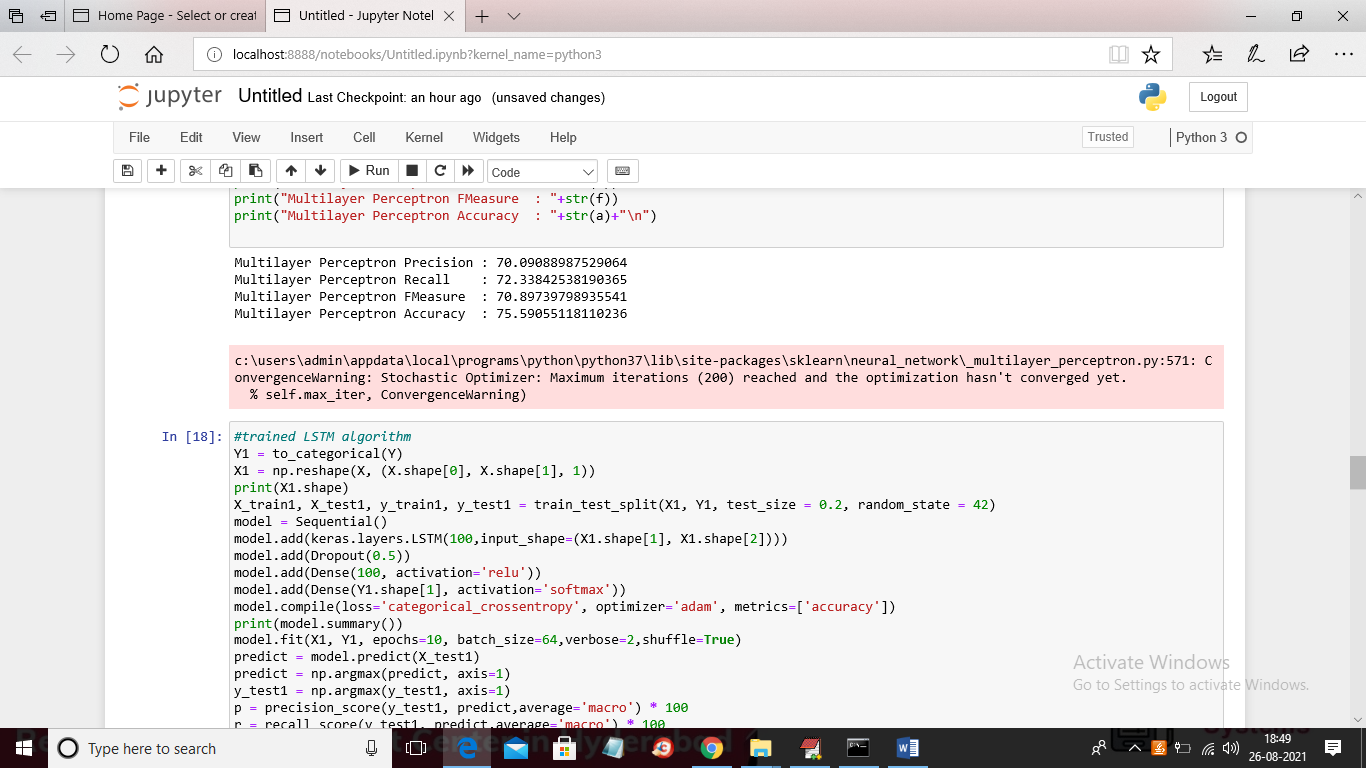 Home Page - Select or creat
Untitled - Jupyter Notel
localhost:8888/notebooks/Untitled.ipynb?kernel_name=python3
jupyter Untitled Last Checkpoint: an hour ago (unsaved changes)
Logout
File Edit View Insert Cell Kernel Widgets Help
Trusted
Python 3
Run
Code
print("Multilayer Perceptron FMeasure  : "+str(f))
print("Multilayer Perceptron Accuracy  : "+str(a)+"\n")
Multilayer Perceptron Precision : 70.09088987529064
Multilayer Perceptron Recall    : 72.33842538190365
Multilayer Perceptron FMeasure  : 70.89739798935541
Multilayer Perceptron Accuracy  : 75.59055118110236
c:\users\admin\appdata\local\programs\python\python37\lib\site-packages\sklearn\neural_network\_multilayer_perceptron.py:571: C
onvergenceWarning: Stochastic Optimizer: Maximum iterations (200) reached and the optimization hasn't converged yet.
  % self.max_iter, ConvergenceWarning)
In [18]:
#trained LSTM algorithm
Y1 = to_categorical(Y)
X1 = np.reshape(X, (X.shape[0], X.shape[1], 1))
print(X1.shape)
X_train1, X_test1, y_train1, y_test1 = train_test_split(X1, Y1, test_size = 0.2, random_state = 42)
model = Sequential()
model.add(keras.layers.LSTM(100,input_shape=(X1.shape[1], X1.shape[2])))
model.add(Dropout(0.5))
model.add(Dense(100, activation='relu'))
model.add(Dense(Y1.shape[1], activation='softmax'))
model.compile(loss='categorical_crossentropy', optimizer='adam', metrics=['accuracy'])
print(model.summary())
model.fit(X1, Y1, epochs=10, batch_size=64,verbose=2,shuffle=True)
predict = model.predict(X_test1)
predict = np.argmax(predict, axis=1)
y_test1 = np.argmax(y_test1, axis=1)
p = precision_score(y_test1, predict,average='macro') * 100
r = recall_score(y_test1, predict,average='macro') * 100
Activate Windows
Go to Settings to activate Windows.
Type here to search
18:49
26-08-2021